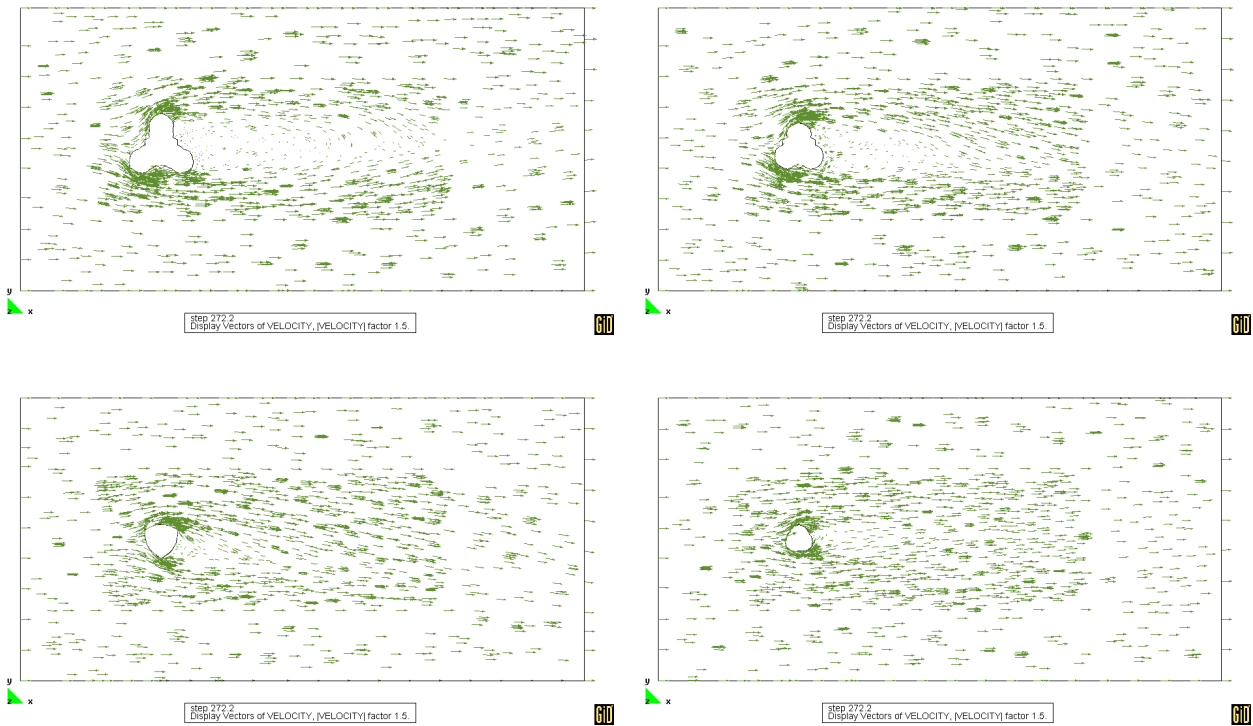 y
z x
step 272.2
Display Vectors of VELOCITY, |VELOCITY| factor 1.5.
GiD
y
z x
step 272.2
Display Vectors of VELOCITY, |VELOCITY| factor 1.5.
GiD
y
z x
step 272.2
Display Vectors of VELOCITY, |VELOCITY| factor 1.5.
GiD
y
z x
step 272.2
Display Vectors of VELOCITY, |VELOCITY| factor 1.5.
GiD